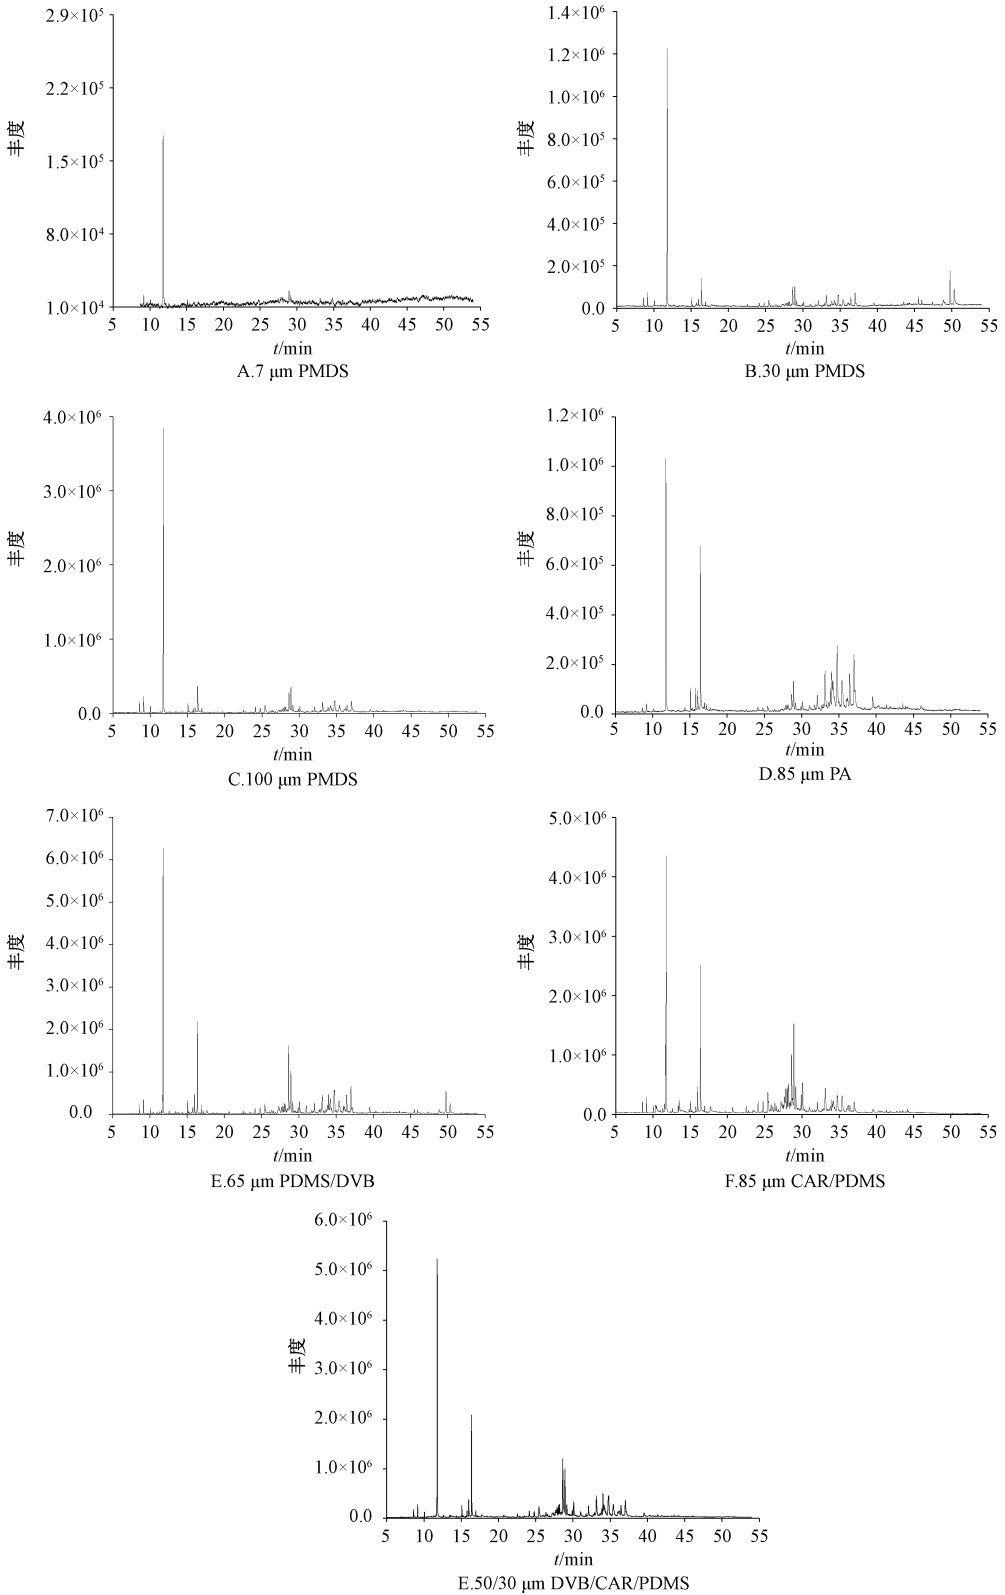 2.9×10⁵
2.2×10⁵
1.5×10⁵
8.0×10⁴
1.0×10⁴
丰度
5 10 15 20 25 30 35 40 45 50 55
t/min
A.7 μm PMDS
1.4×10⁶
1.2×10⁶
1.0×10⁶
8.0×10⁵
6.0×10⁵
4.0×10⁵
2.0×10⁵
0.0
丰度
5 10 15 20 25 30 35 40 45 50 55
t/min
B.30 μm PMDS
4.0×10⁶
3.0×10⁶
2.0×10⁶
1.0×10⁶
0.0
丰度
5 10 15 20 25 30 35 40 45 50 55
t/min
C.100 μm PMDS
1.2×10⁶
1.0×10⁶
8.0×10⁵
6.0×10⁵
4.0×10⁵
2.0×10⁵
0.0
丰度
5 10 15 20 25 30 35 40 45 50 55
t/min
D.85 μm PA
7.0×10⁶
6.0×10⁶
5.0×10⁶
4.0×10⁶
3.0×10⁶
2.0×10⁶
1.0×10⁶
0.0
丰度
5 10 15 20 25 30 35 40 45 50 55
t/min
E.65 μm PDMS/DVB
5.0×10⁶
4.0×10⁶
3.0×10⁶
2.0×10⁶
1.0×10⁶
0.0
丰度
5 10 15 20 25 30 35 40 45 50 55
t/min
F.85 μm CAR/PDMS
6.0×10⁶
5.0×10⁶
4.0×10⁶
3.0×10⁶
2.0×10⁶
1.0×10⁶
0.0
丰度
5 10 15 20 25 30 35 40 45 50 55
t/min
E.50/30 μm DVB/CAR/PDMS